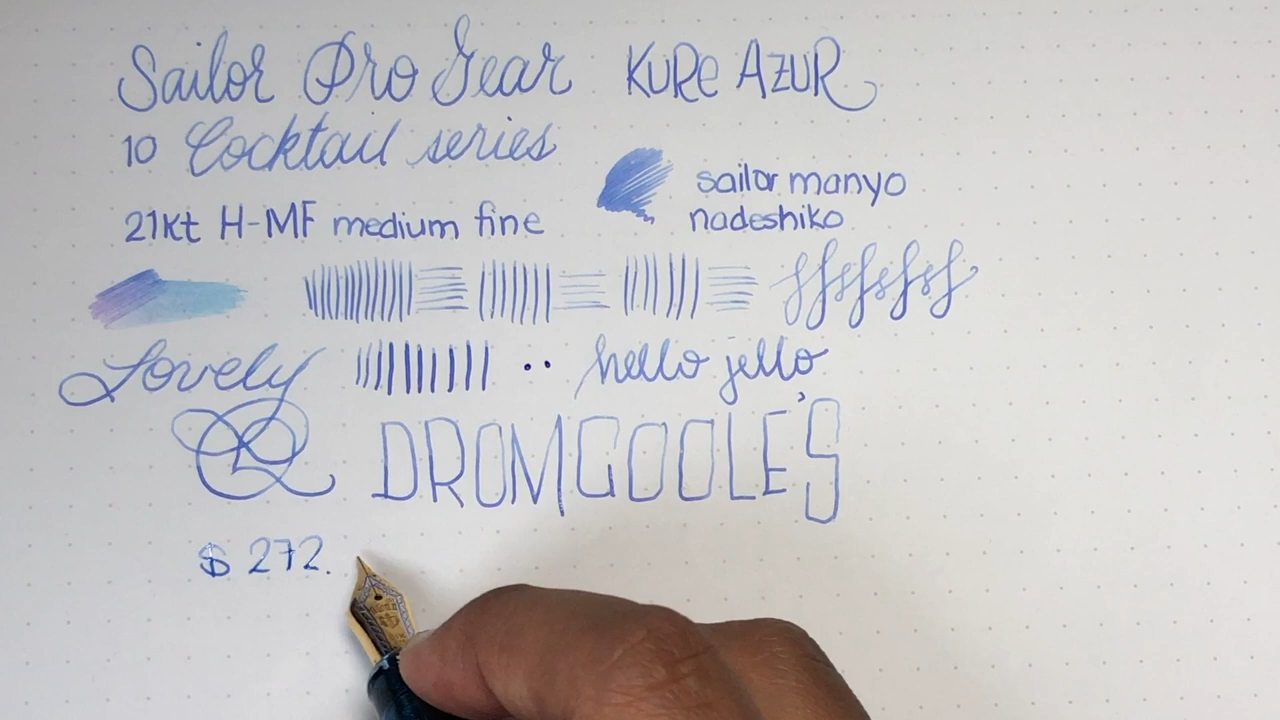 Sailor Pro Gear KURe AZUR
10 Cocktail series
sailor manyo
21Kt H-MF medium fine nadeshiko
Lovely hello jello
DROMGOOLE'S
$ 272.